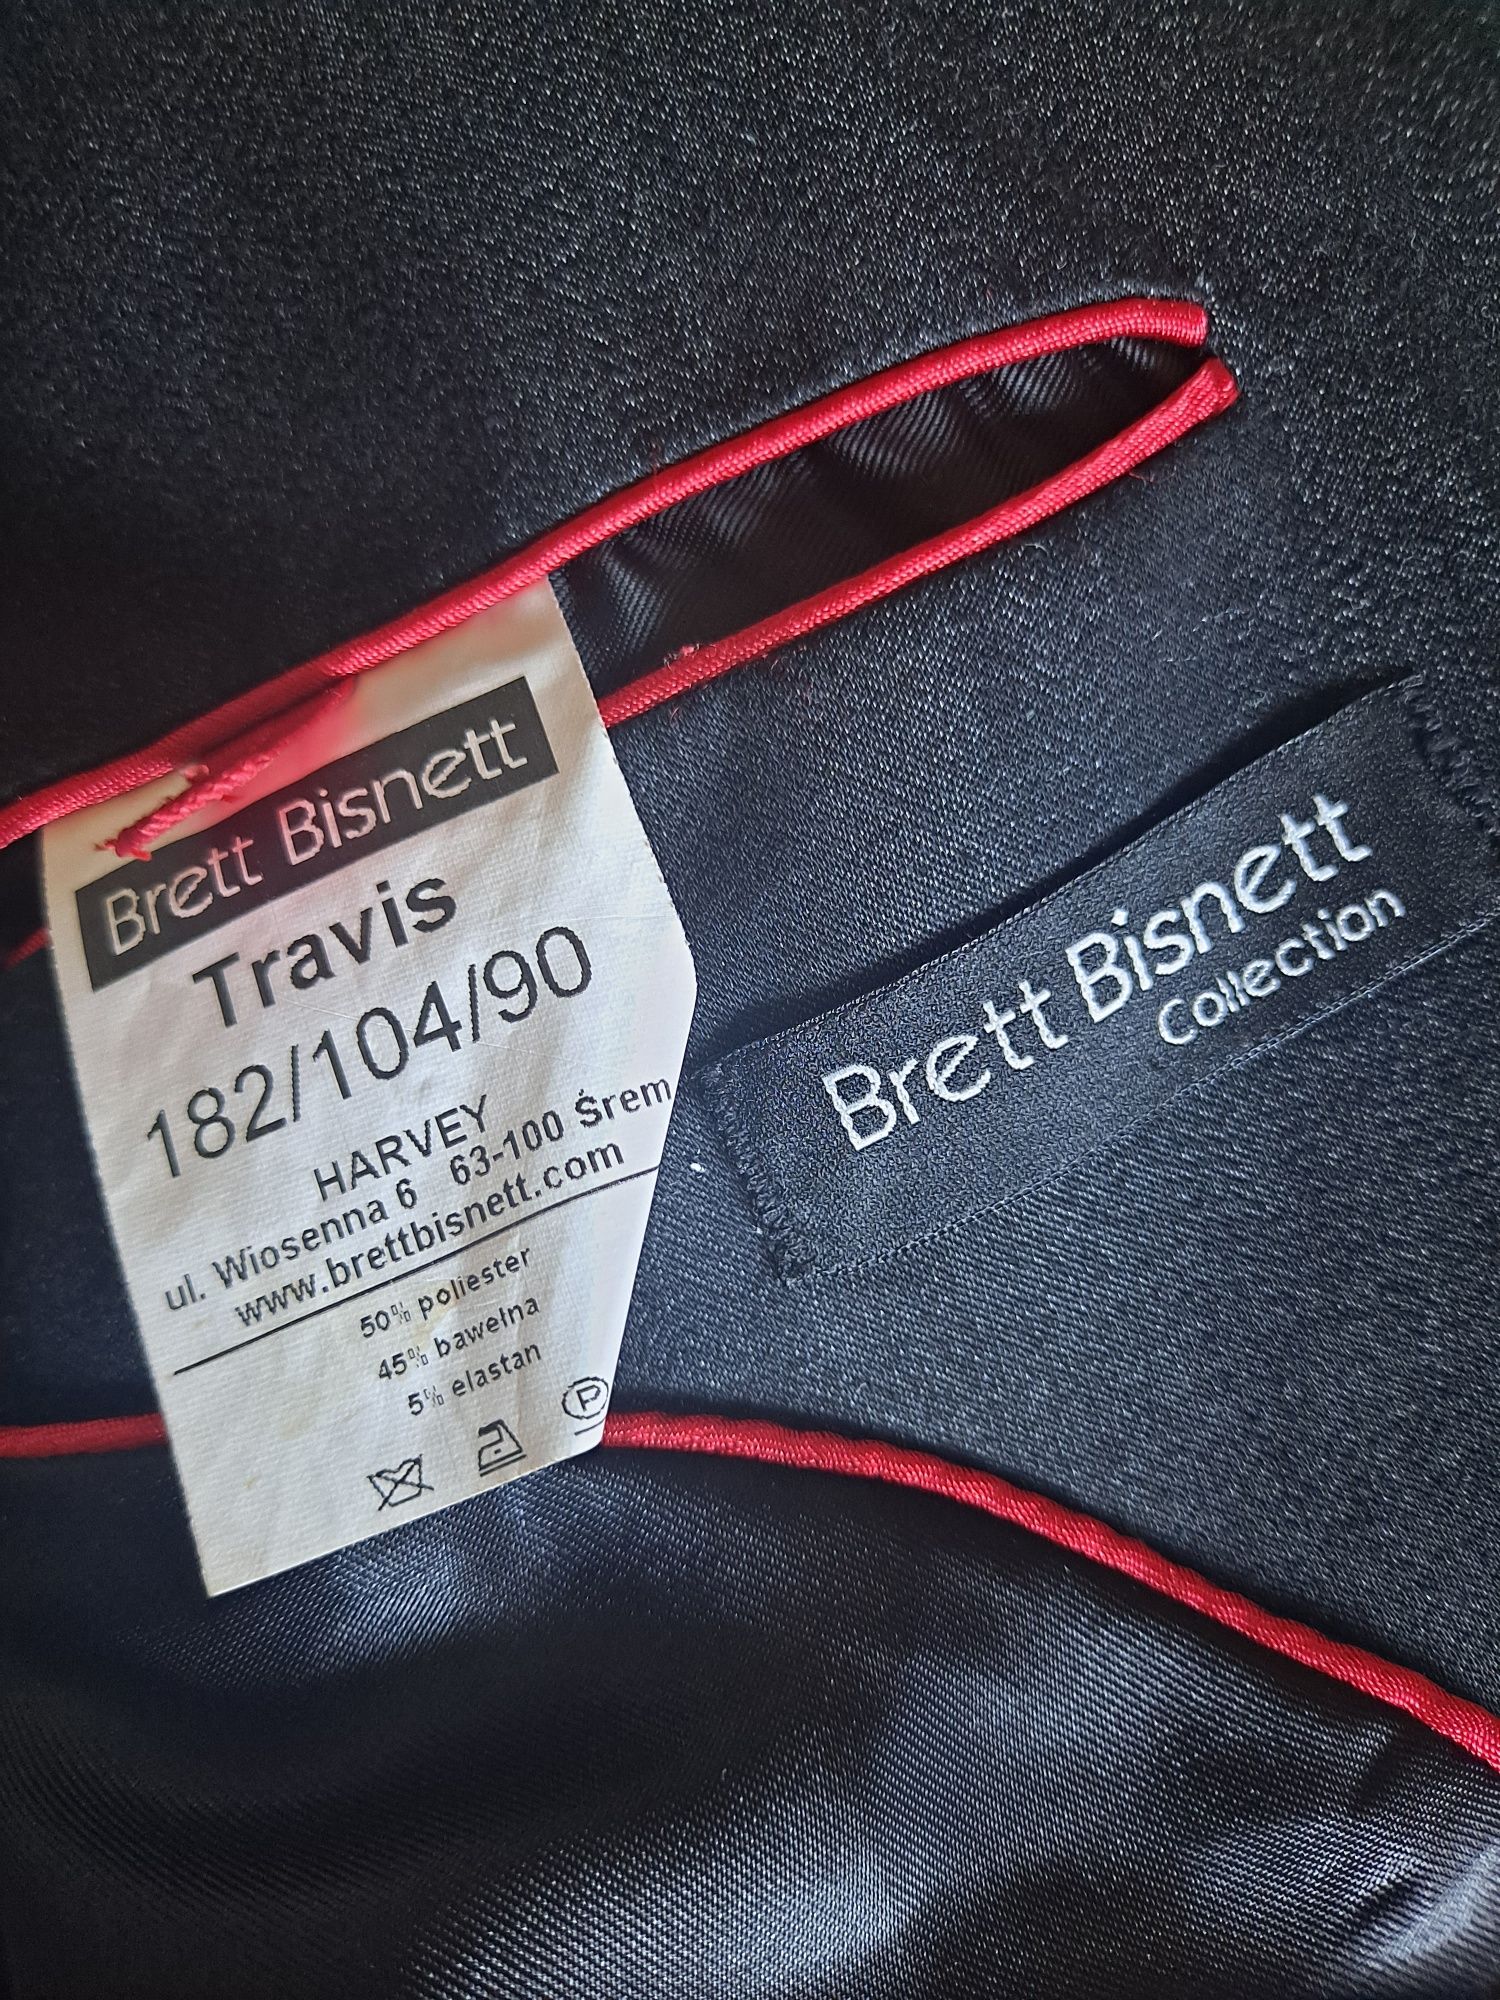 Brett Bisnett
Travis
182/104/90
HARVEY
ul. Wiosenna 6 63-100 Śrem
www.brettbisnett.com
50% poliester
45% bawełna
5% elastan
P
Brett Bisnett
Collection